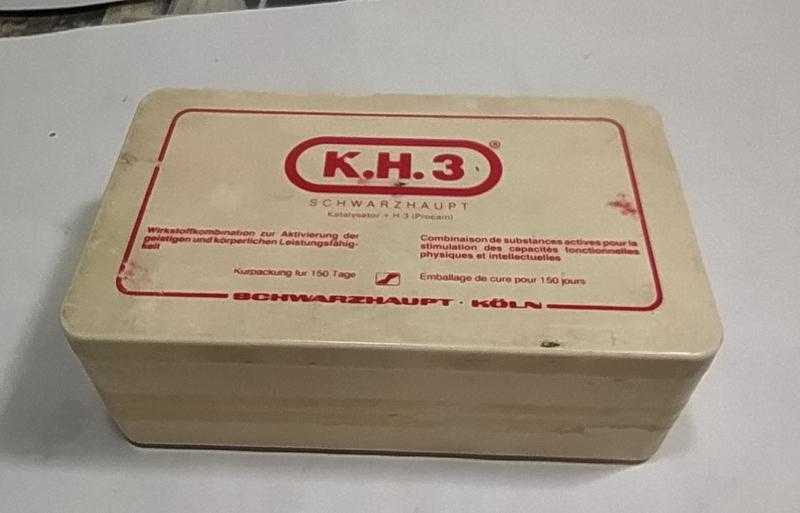 K.H.3®
SCHWARZHAUPT
Katalysator + H 3 (Procain)
Wirkstoffkombination zur Aktivierung der
geistigen und körperlichen Leistungsfähig-
keit
Kurpackung für 150 Tage
Combinaison de substances actives pour la
stimulation des capacités fonctionnelles
physiques et intellectuelles
Emballage de cure pour 150 jours
SCHWARZHAUPT · KÖLN